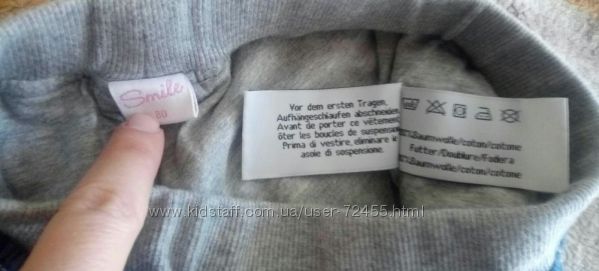 Smile
80
Vor dem ersten Tragem,
Aufhängeschlaufen abschneiden
Avant de porter ce vêtement
ôter les boucles de suspension
Prima di vestire, eliminare le
asoie di sospensione.
Baumwolle/coton/cotone
Futter/Doublure/Fodera
Baumwolle/coton/cotone
www.kidstaff.com.ua/user-72455.html